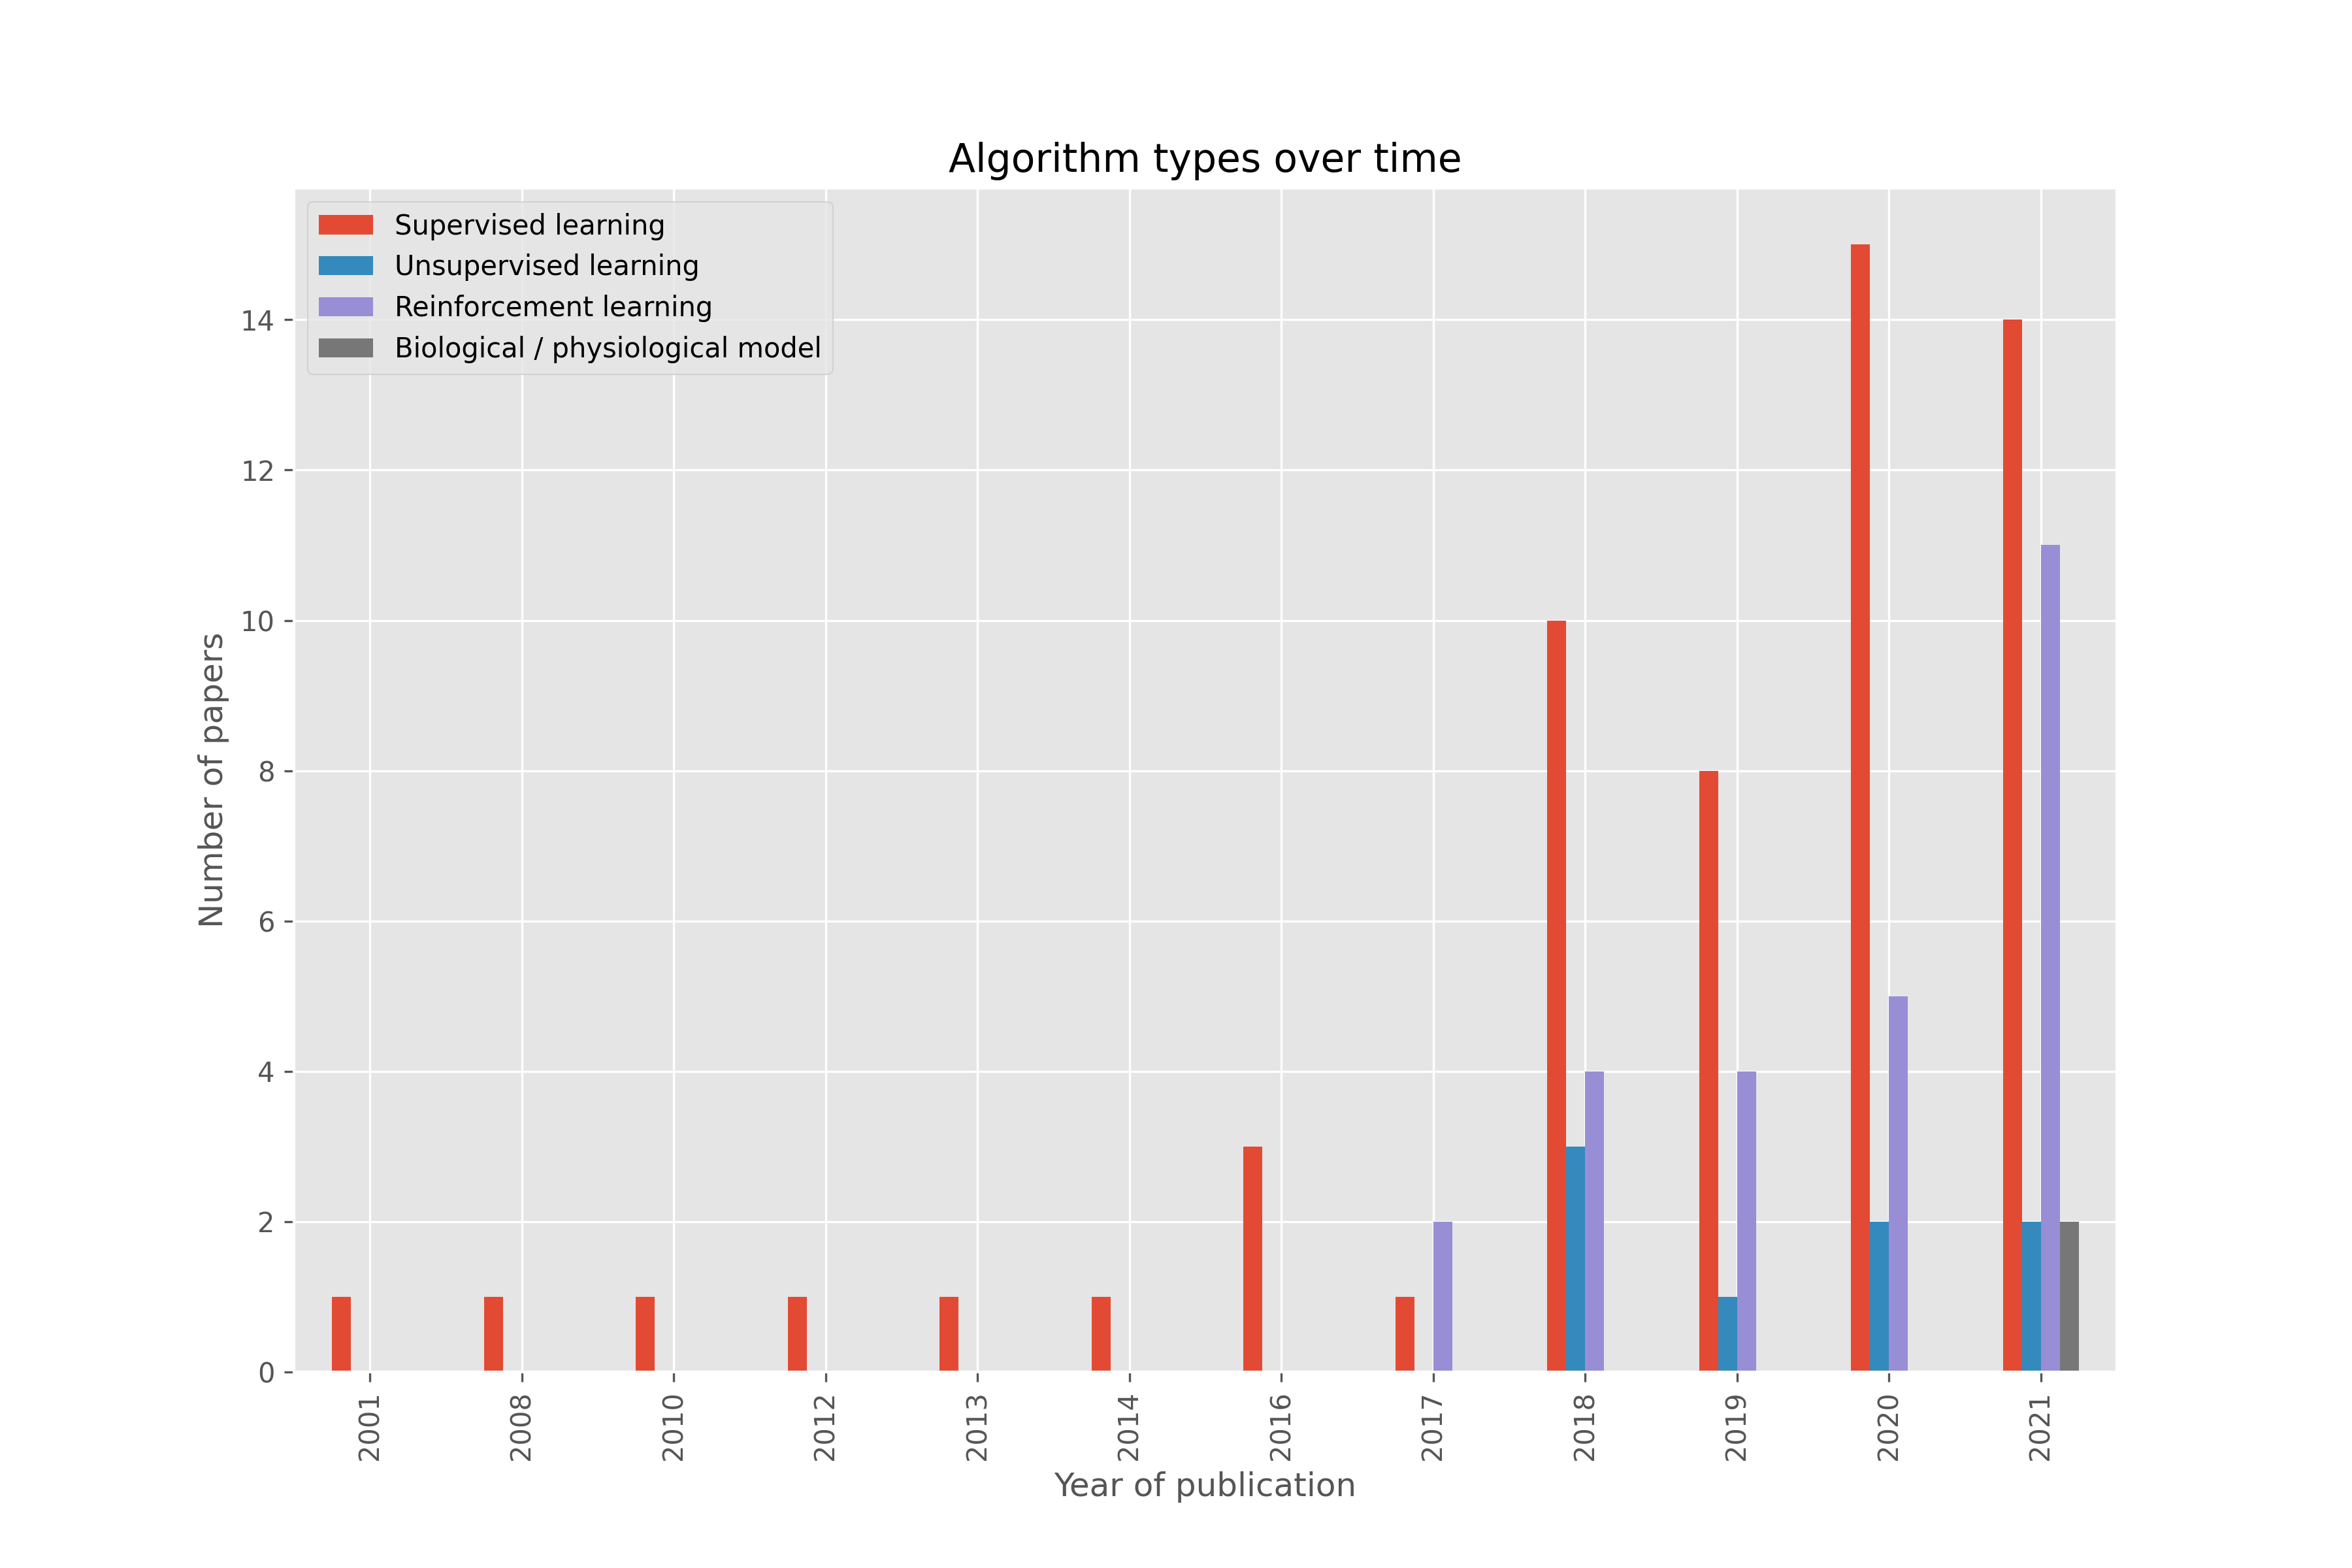 Algorithm types over time
Supervised learning
Unsupervised learning
Reinforcement learning
Biological / physiological model
14
12
10
8
6
4
2
0
Number of papers
2001
2008
2010
2012
2013
2014
2016
2017
2018
2019
2020
2021
Year of publication